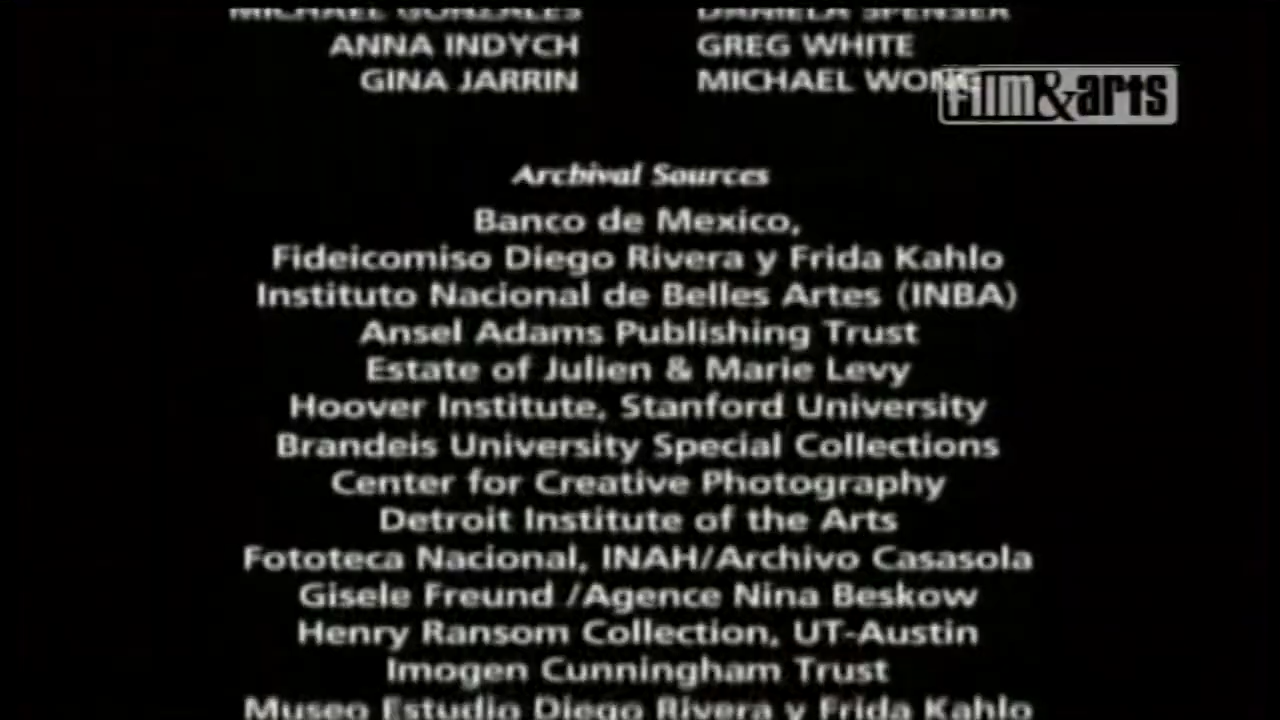 MICHAEL GONZALES
DANIELA SPENSER
ANNA INDYCH
GREG WHITE
GINA JARRIN
MICHAEL WONG
film&arts
Archival Sources
Banco de Mexico,
Fideicomiso Diego Rivera y Frida Kahlo
Instituto Nacional de Belles Artes (INBA)
Ansel Adams Publishing Trust
Estate of Julien & Marie Levy
Hoover Institute, Stanford University
Brandeis University Special Collections
Center for Creative Photography
Detroit Institute of the Arts
Fototeca Nacional, INAH/Archivo Casasola
Gisele Freund /Agence Nina Beskow
Henry Ransom Collection, UT-Austin
Imogen Cunningham Trust
Museo Estudio Diego Rivera y Frida Kahlo